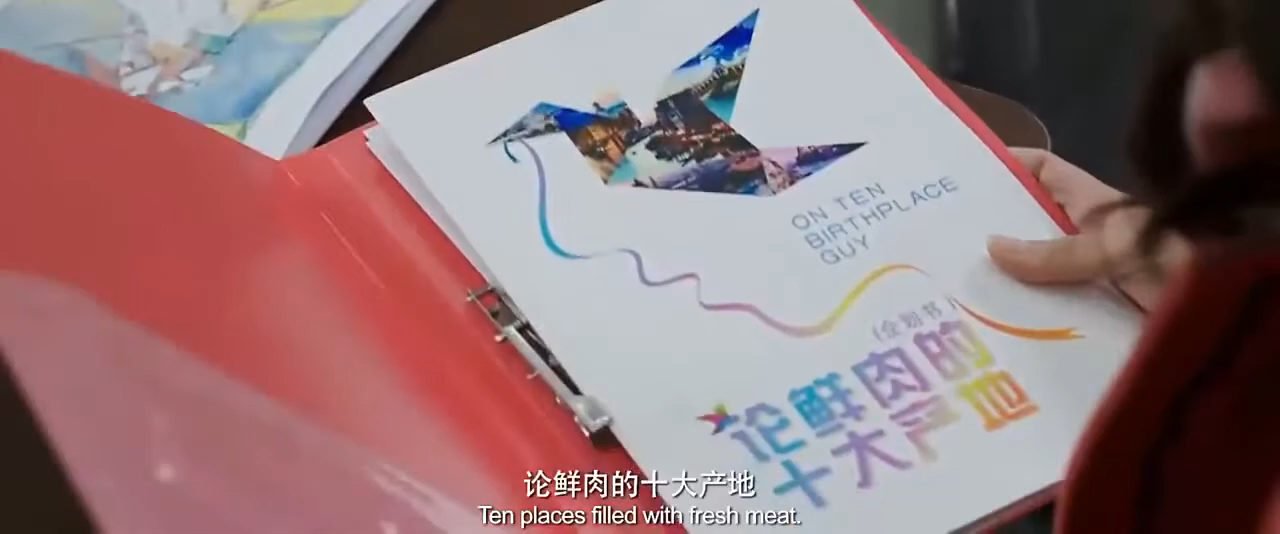 ON TEN
BIRTHPLACE
GUY
(企划书)
论鲜肉的
十大产地
论鲜肉的十大产地
Ten places filled with fresh meat.